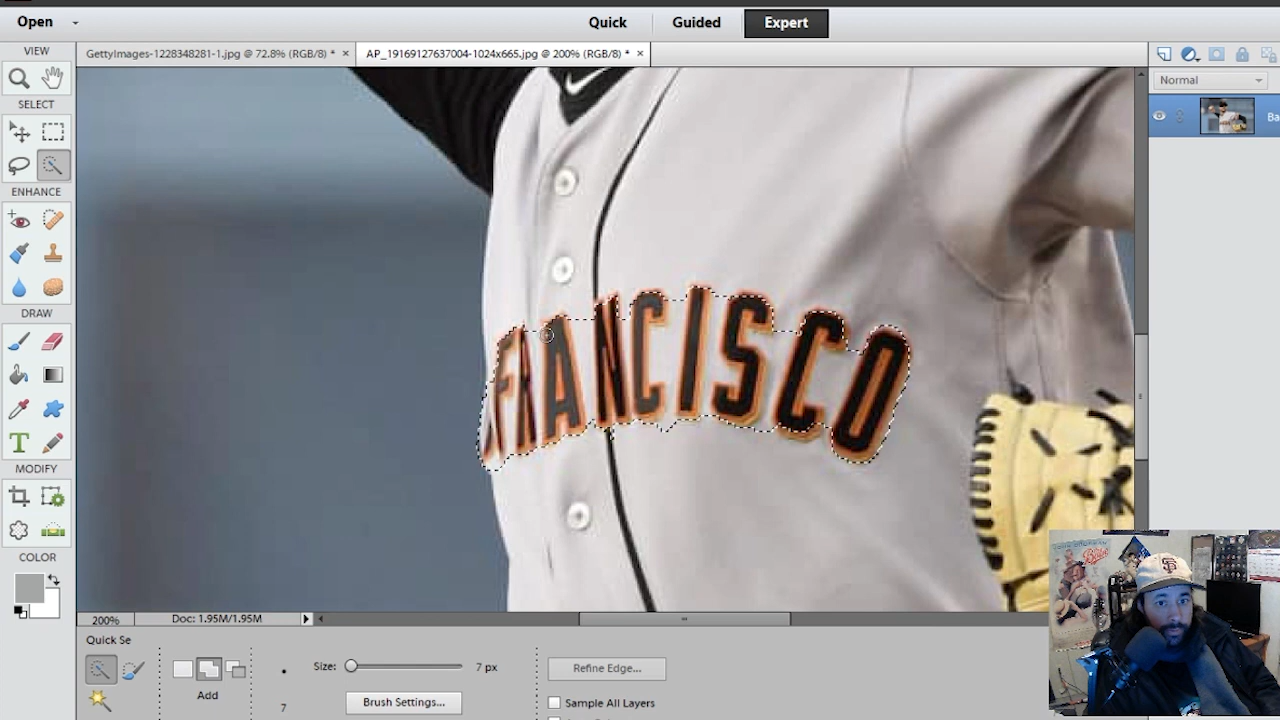 Open
Quick
Guided
Expert
VIEW
GettyImages-1228348281-1.jpg @ 72.8% (RGB/8) * ×
AP_19169127637004-1024x665.jpg @ 200% (RGB/8) * ×
SELECT
Normal
Ba
ENHANCE
DRAW
FRANCISCO
T
MODIFY
COLOR
200%
Doc: 1.95M/1.95M
Quick Se
Size:
7 px
Refine Edge...
Add
7
Brush Settings...
Sample All Layers
SF